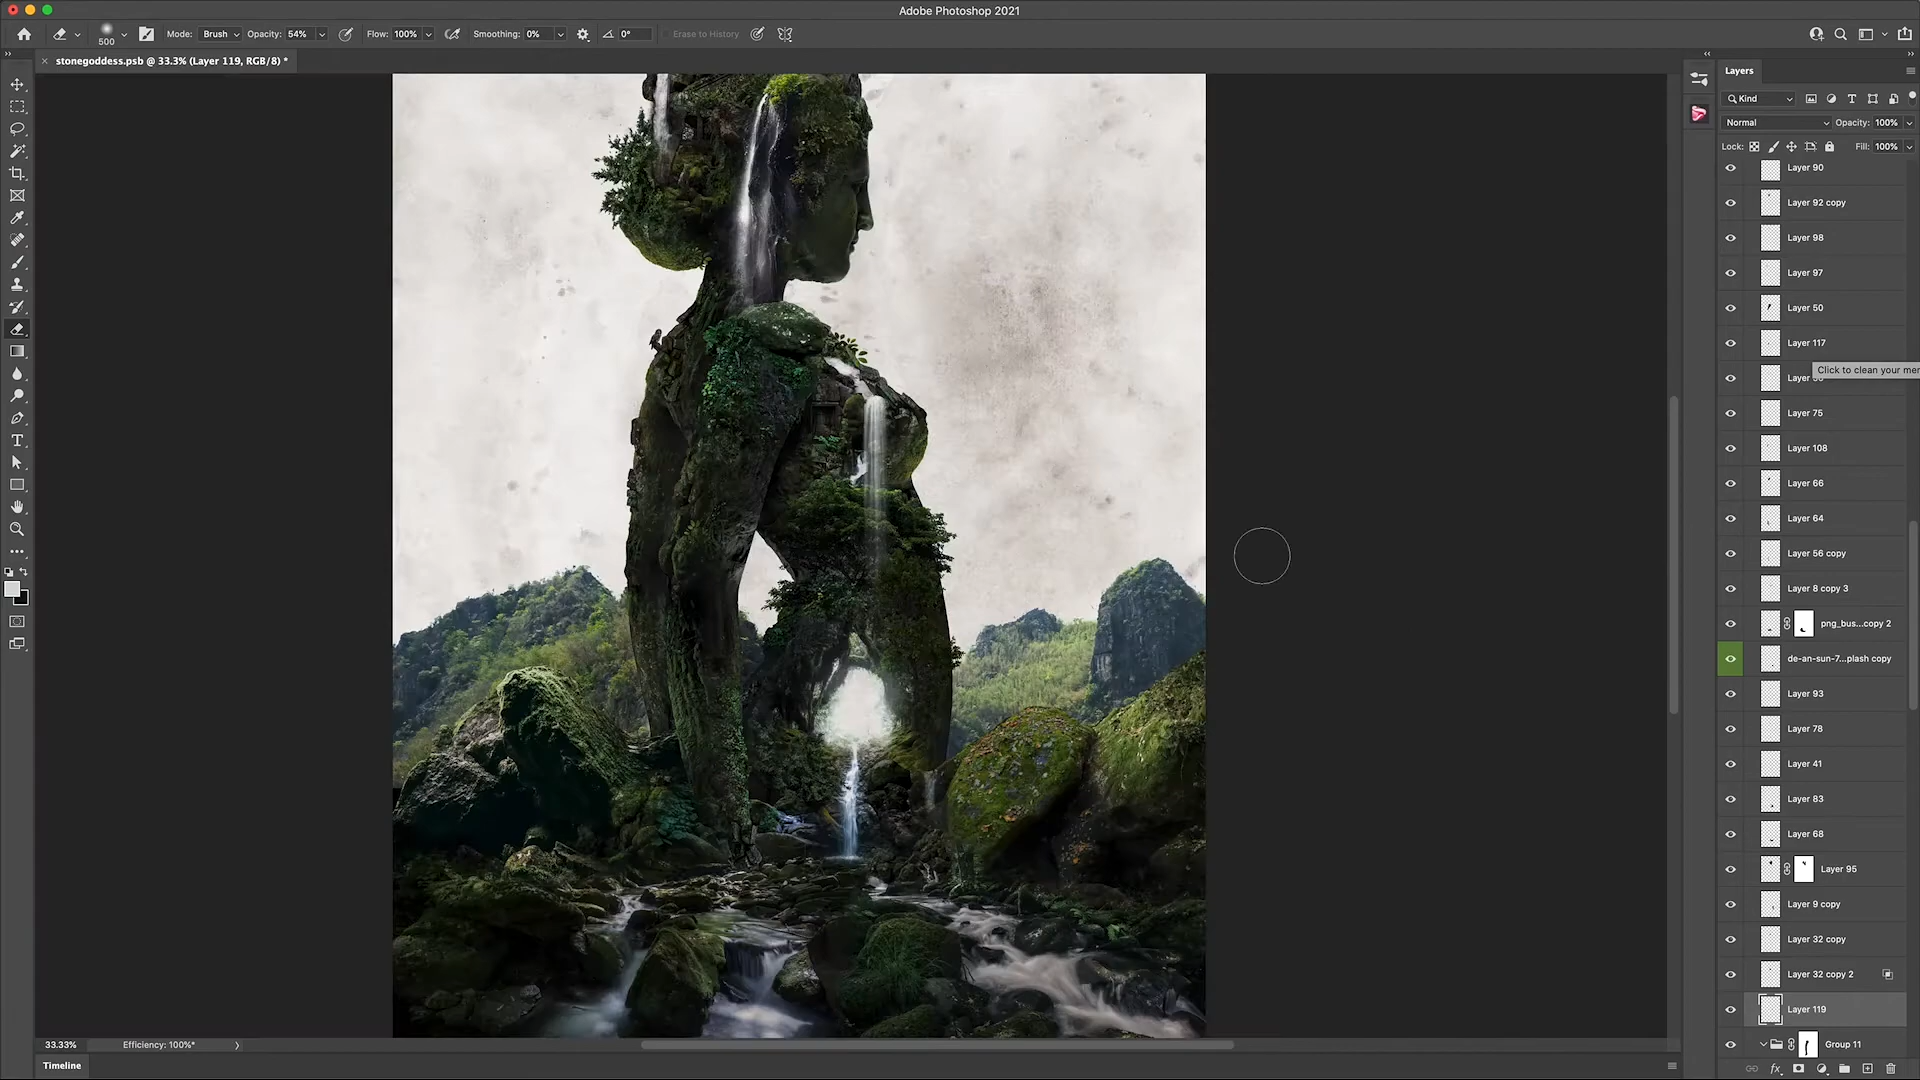 Adobe Photoshop 2021
500
Mode: Brush Opacity: 54% Flow: 100% Smoothing: 0% 0° Erase to History
stonegoddess.psb @ 33.3% (Layer 119, RGB/8) *
Layers
Kind
Normal Opacity: 100%
Lock: Fill: 100%
Layer 90
Layer 92 copy
Layer 98
Layer 97
Layer 50
Layer 117
Click to clean your mer
Layer
Layer 75
Layer 108
Layer 66
Layer 64
Layer 56 copy
Layer 8 copy 3
png_bus...copy 2
de-an-sun-7...plash copy
Layer 93
Layer 78
Layer 41
Layer 83
Layer 68
Layer 95
Layer 9 copy
Layer 32 copy
Layer 32 copy 2
Layer 119
Group 11
33.33% Efficiency: 100%*
Timeline